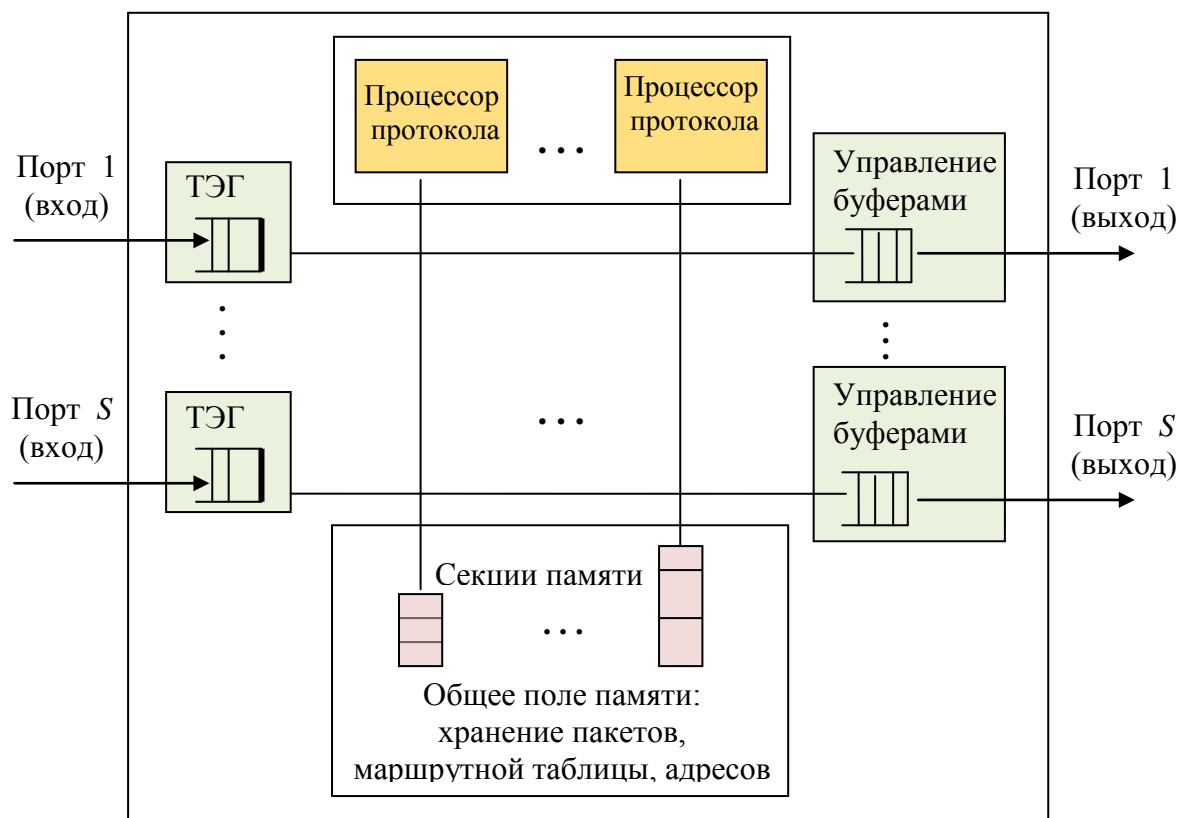 Процессор
протокола
. . .
Процессор
протокола
Порт 1
(вход)
ТЭГ
Управление
буферами
Порт 1
(выход)
Порт S
(вход)
ТЭГ
. . .
Управление
буферами
Порт S
(выход)
Секции памяти
. . .
Общее поле памяти:
хранение пакетов,
маршрутной таблицы, адресов